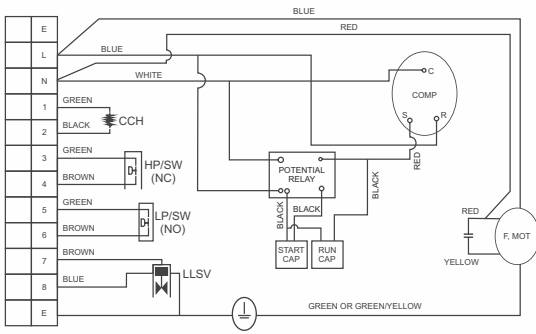 BLUE
E
RED
L
BLUE
N
WHITE
C
COMP
1
GREEN
CCH
S
R
2
BLACK
3
GREEN
HP/SW
(NC)
RED
POTENTIAL
RELAY
4
BROWN
BLACK
5
GREEN
LP/SW
(NO)
BLACK
BLACK
RED
6
BROWN
F, MOT
START
CAP
RUN
CAP
7
BROWN
YELLOW
8
BLUE
LLSV
E
GREEN OR GREEN/YELLOW